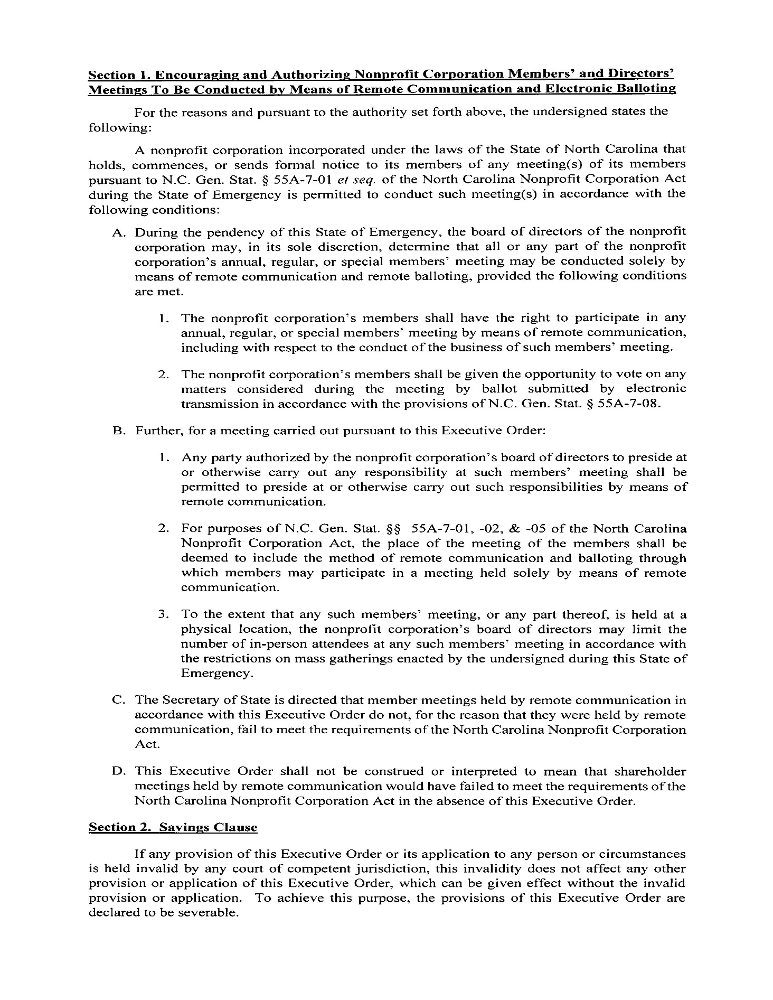 Section 1. Encouraging and Authorizing Nonprofit Corporation Members’ and Directors’
Meetings To Be Conducted by Means of Remote Communication and Electronic Balloting
For the reasons and pursuant to the authority set forth above, the undersigned states the
following:
A nonprofit corporation incorporated under the laws of the State of North Carolina that
holds, commences, or sends formal notice to its members of any meeting(s) of its members
pursuant to N.C. Gen. Stat. § 55A-7-01 et seq. of the North Carolina Nonprofit Corporation Act
during the State of Emergency is permitted to conduct such meeting(s) in accordance with the
following conditions:
A. During the pendency of this State of Emergency, the board of directors of the nonprofit
corporation may, in its sole discretion, determine that all or any part of the nonprofit
corporation’s annual, regular, or special members’ meeting may be conducted solely by
means of remote communication and remote balloting, provided the following conditions
are met.
1. The nonprofit corporation’s members shall have the right to participate in any
annual, regular, or special members’ meeting by means of remote communication,
including with respect to the conduct of the business of such members’ meeting.
2. The nonprofit corporation’s members shall be given the opportunity to vote on any
matters considered during the meeting by ballot submitted by electronic
transmission in accordance with the provisions of N.C. Gen. Stat. § 55A-7-08.
B. Further, for a meeting carried out pursuant to this Executive Order:
1. Any party authorized by the nonprofit corporation’s board of directors to preside at
or otherwise carry out any responsibility at such members’ meeting shall be
permitted to preside at or otherwise carry out such responsibilities by means of
remote communication.
2. For purposes of N.C. Gen. Stat. §§ 55A-7-01, -02, & -05 of the North Carolina
Nonprofit Corporation Act, the place of the meeting of the members shall be
deemed to include the method of remote communication and balloting through
which members may participate in a meeting held solely by means of remote
communication.
3. To the extent that any such members’ meeting, or any part thereof, is held at a
physical location, the nonprofit corporation’s board of directors may limit the
number of in-person attendees at any such members’ meeting in accordance with
the restrictions on mass gatherings enacted by the undersigned during this State of
Emergency.
C. The Secretary of State is directed that member meetings held by remote communication in
accordance with this Executive Order do not, for the reason that they were held by remote
communication, fail to meet the requirements of the North Carolina Nonprofit Corporation
Act.
D. This Executive Order shall not be construed or interpreted to mean that shareholder
meetings held by remote communication would have failed to meet the requirements of the
North Carolina Nonprofit Corporation Act in the absence of this Executive Order.
Section 2. Savings Clause
If any provision of this Executive Order or its application to any person or circumstances
is held invalid by any court of competent jurisdiction, this invalidity does not affect any other
provision or application of this Executive Order, which can be given effect without the invalid
provision or application. To achieve this purpose, the provisions of this Executive Order are
declared to be severable.